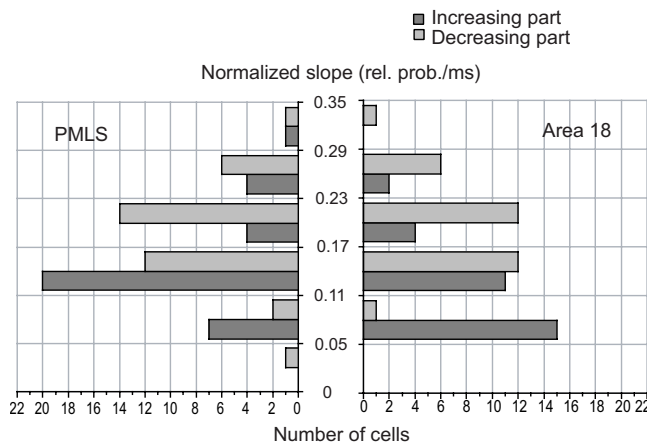 Increasing part
Decreasing part
Normalized slope (rel. prob./ms)
PMLS
Area 18
0.35
0.29
0.23
0.17
0.11
0.05
0
22 20 18 16 14 12 10 8 6 4 2 0
0 2 4 6 8 10 12 14 16 18 20 22
Number of cells